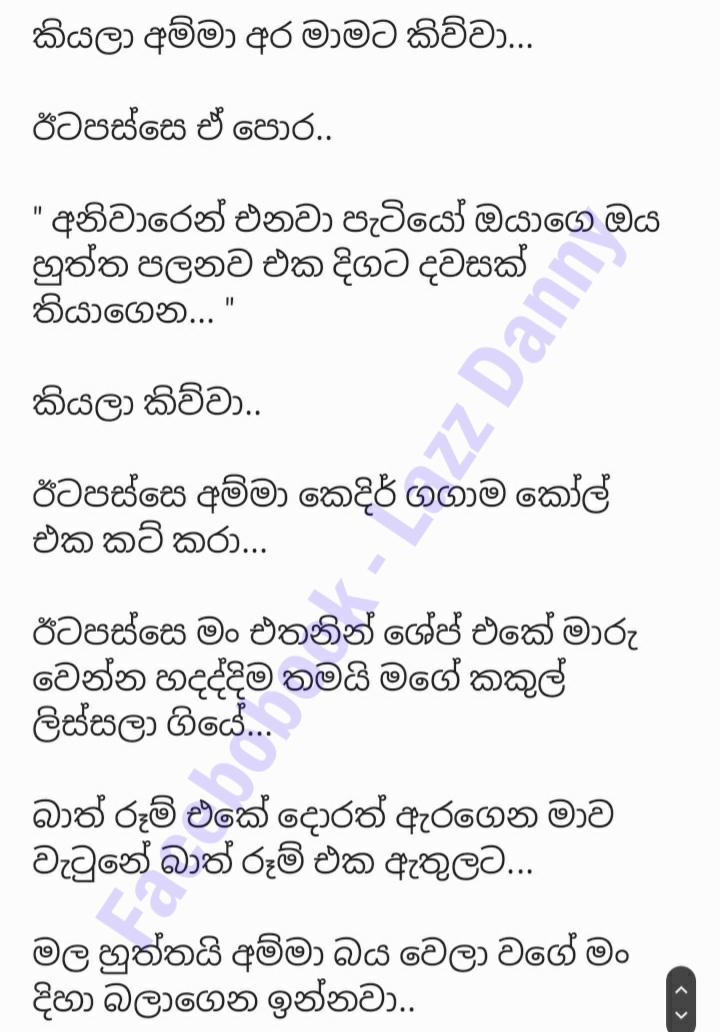 කියලා අම්මා අර මාමට කිව්වා...
ඊටපස්සෙ ඒ පොර..
" අනිවාරෙන් එනවා පැටියෝ ඔයාගෙ ඔය
හුත්ත පලනව එක දිගට දවසක්
තියාගෙන... "
කියලා කිව්වා..
ඊටපස්සෙ අම්මා කෙදිරි ගගාම කෝල්
එක කට් කරා...
ඊටපස්සෙ මං එතනින් ශේප් එකේ මාරු
වෙන්න හදද්දිම තමයි මගේ කකුල්
ලිස්සලා ගියේ...
බාත් රූම් එකේ දොරත් ඇරගෙන මාව
වැටුනේ බාත් රූම් එක ඇතුලට...
මල හුත්තයි අම්මා බය වෙලා වගේ මං
දිහා බලාගෙන ඉන්නවා..
Facebobook - Lazz Danny